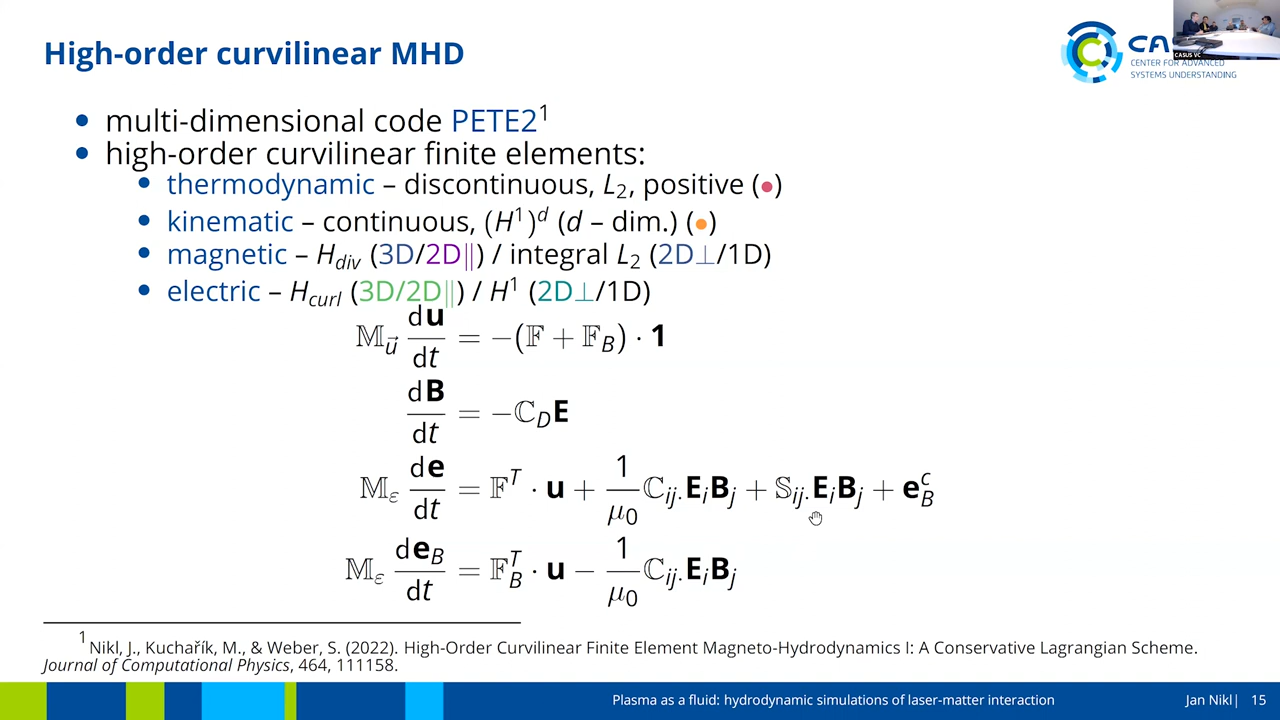 High-order curvilinear MHD
CASUS VC
CENTER FOR ADVANCED
SYSTEMS UNDERSTANDING
• multi-dimensional code PETE2¹
• high-order curvilinear finite elements:
• thermodynamic – discontinuous, L₂, positive (•)
• kinematic – continuous, (H¹)ᵈ (d – dim.) (•)
• magnetic – H_div (3D/2D∥) / integral L₂ (2D⊥/1D)
• electric – H_curl (3D/2D∥) / H¹ (2D⊥/1D)
𝕄_u⃗ du/dt = −(𝔽 + 𝔽_B) · 1
dB/dt = −ℂ_D E
𝕄_ε de/dt = 𝔽ᵀ · u + 1/μ₀ ℂ_ij· E_i B_j + 𝕊_ij· E_i B_j + e_B^C
𝕄_ε de_B/dt = 𝔽_Bᵀ · u − 1/μ₀ ℂ_ij· E_i B_j
¹Nikl, J., Kuchařík, M., & Weber, S. (2022). High-Order Curvilinear Finite Element Magneto-Hydrodynamics I: A Conservative Lagrangian Scheme.
Journal of Computational Physics, 464, 111158.
Plasma as a fluid: hydrodynamic simulations of laser-matter interaction
Jan Nikl| 15